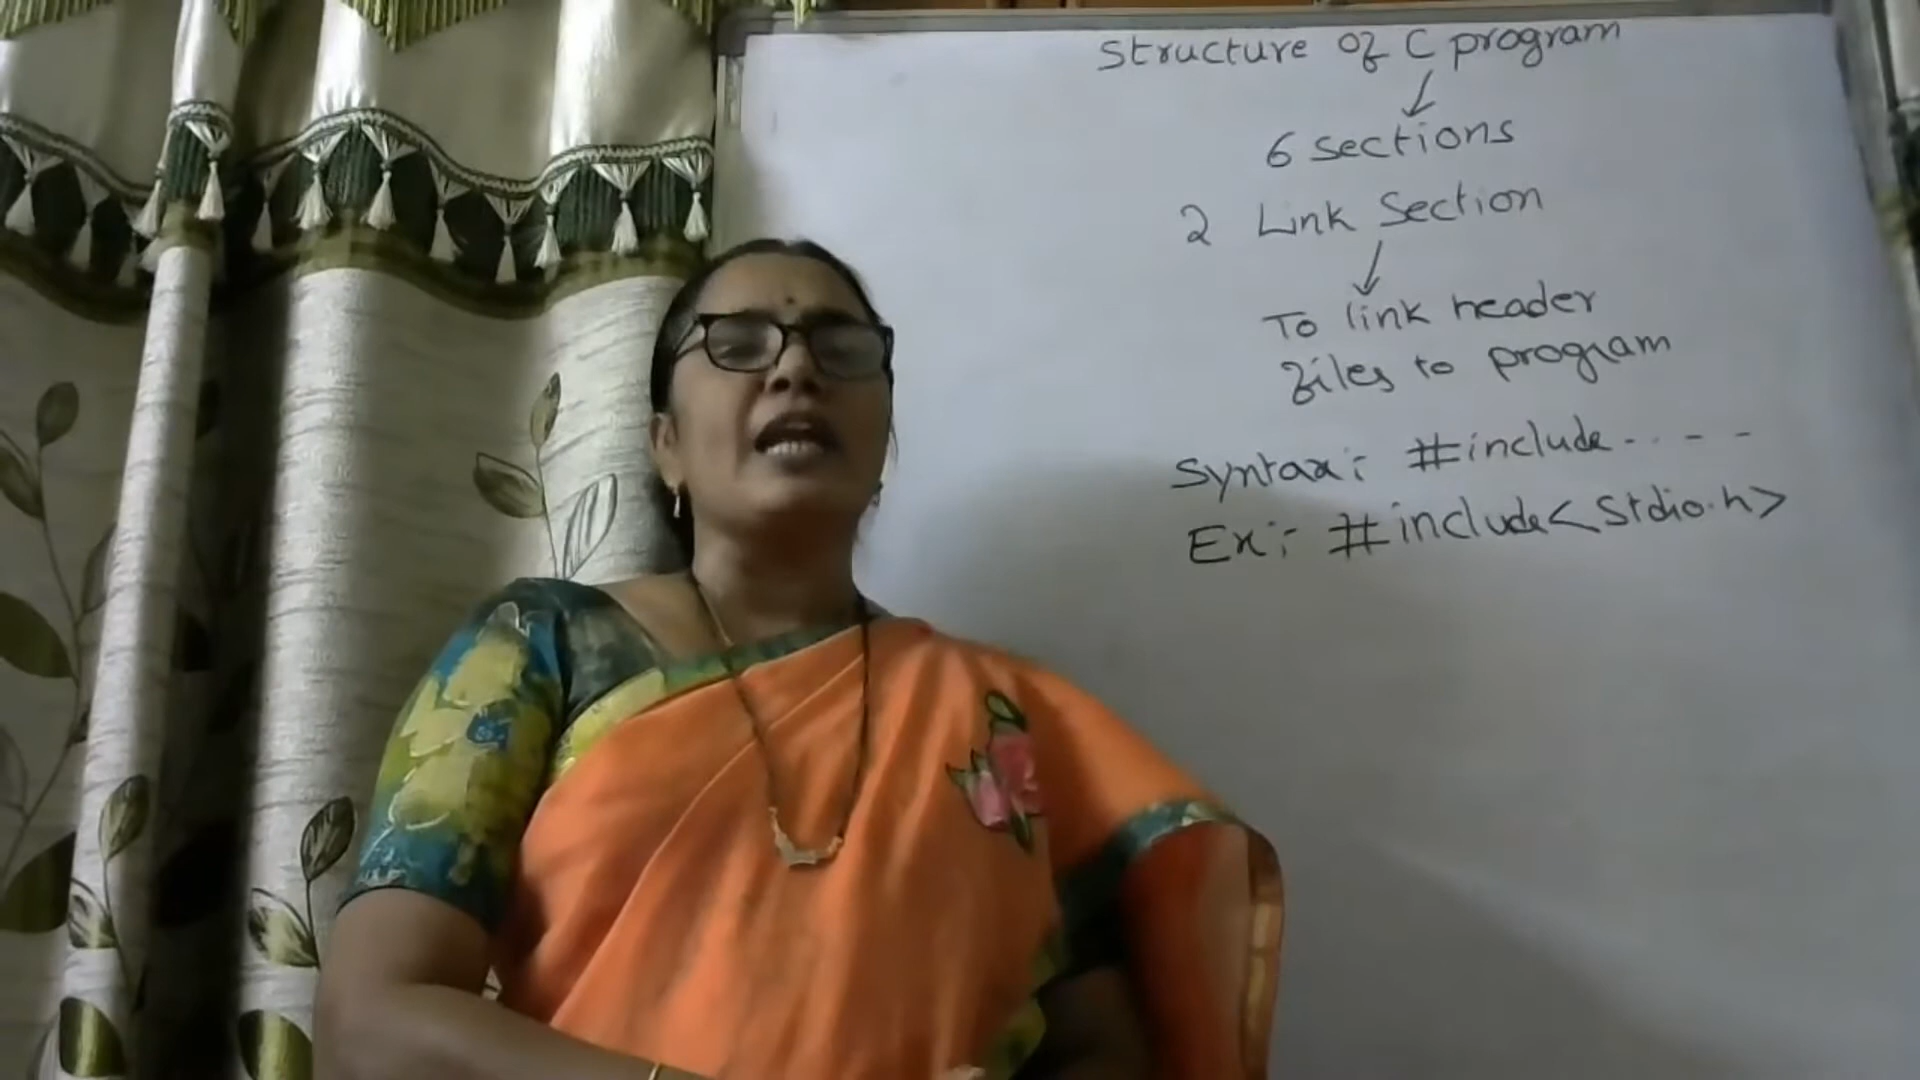 Structure of C program
↓
6 sections
2 Link Section
↓
To link header
files to program
Syntax: #include - - - -
Ex: #include<Stdio.h>